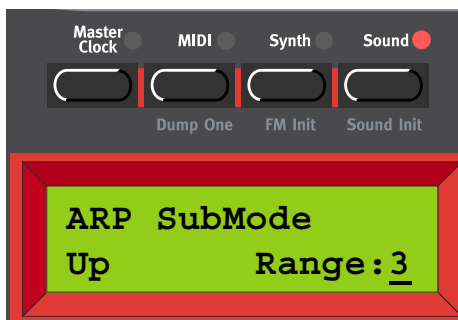 Master Clock MIDI Synth Sound
Dump One FM Init Sound Init
ARP SubMode
Up Range:3